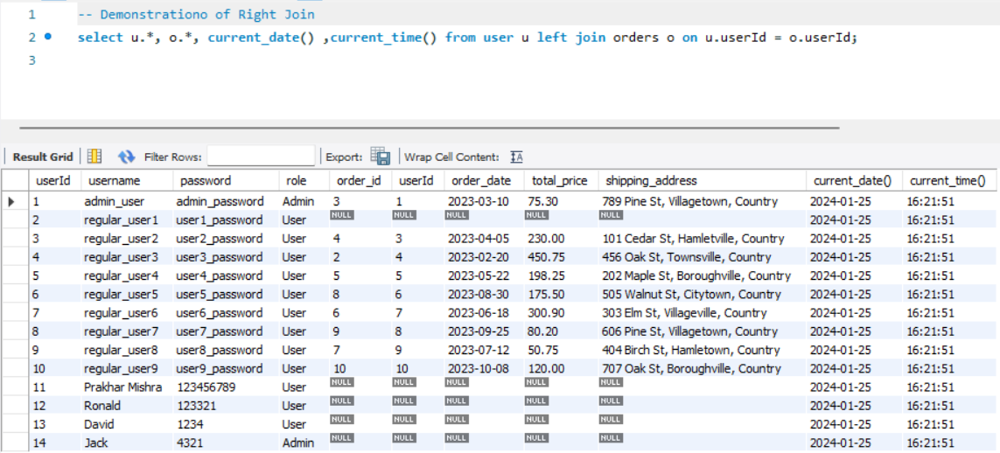 1 -- Demonstrationo of Right Join
2 select u.*, o.*, current_date() ,current_time() from user u left join orders o on u.userId = o.userId;
3
Result Grid Filter Rows: Export: Wrap Cell Content: IA
userId username password role order_id userId order_date total_price shipping_address current_date() current_time()
1 admin_user admin_password Admin 3 1 2023-03-10 75.30 789 Pine St, Villagetown, Country 2024-01-25 16:21:51
2 regular_user1 user1_password User NULL NULL NULL NULL NULL 2024-01-25 16:21:51
3 regular_user2 user2_password User 4 3 2023-04-05 230.00 101 Cedar St, Hamletville, Country 2024-01-25 16:21:51
4 regular_user3 user3_password User 2 4 2023-02-20 450.75 456 Oak St, Townsville, Country 2024-01-25 16:21:51
5 regular_user4 user4_password User 5 5 2023-05-22 198.25 202 Maple St, Boroughville, Country 2024-01-25 16:21:51
6 regular_user5 user5_password User 8 6 2023-08-30 175.50 505 Walnut St, Citytown, Country 2024-01-25 16:21:51
7 regular_user6 user6_password User 6 7 2023-06-18 300.90 303 Elm St, Villageville, Country 2024-01-25 16:21:51
8 regular_user7 user7_password User 9 8 2023-09-25 80.20 606 Pine St, Villagetown, Country 2024-01-25 16:21:51
9 regular_user8 user8_password User 7 9 2023-07-12 50.75 404 Birch St, Hamletown, Country 2024-01-25 16:21:51
10 regular_user9 user9_password User 10 10 2023-10-08 120.00 707 Oak St, Boroughville, Country 2024-01-25 16:21:51
11 Prakhar Mishra 123456789 User NULL NULL NULL NULL NULL 2024-01-25 16:21:51
12 Ronald 123321 User NULL NULL NULL NULL NULL 2024-01-25 16:21:51
13 David 1234 User NULL NULL NULL NULL NULL 2024-01-25 16:21:51
14 Jack 4321 Admin NULL NULL NULL NULL NULL 2024-01-25 16:21:51